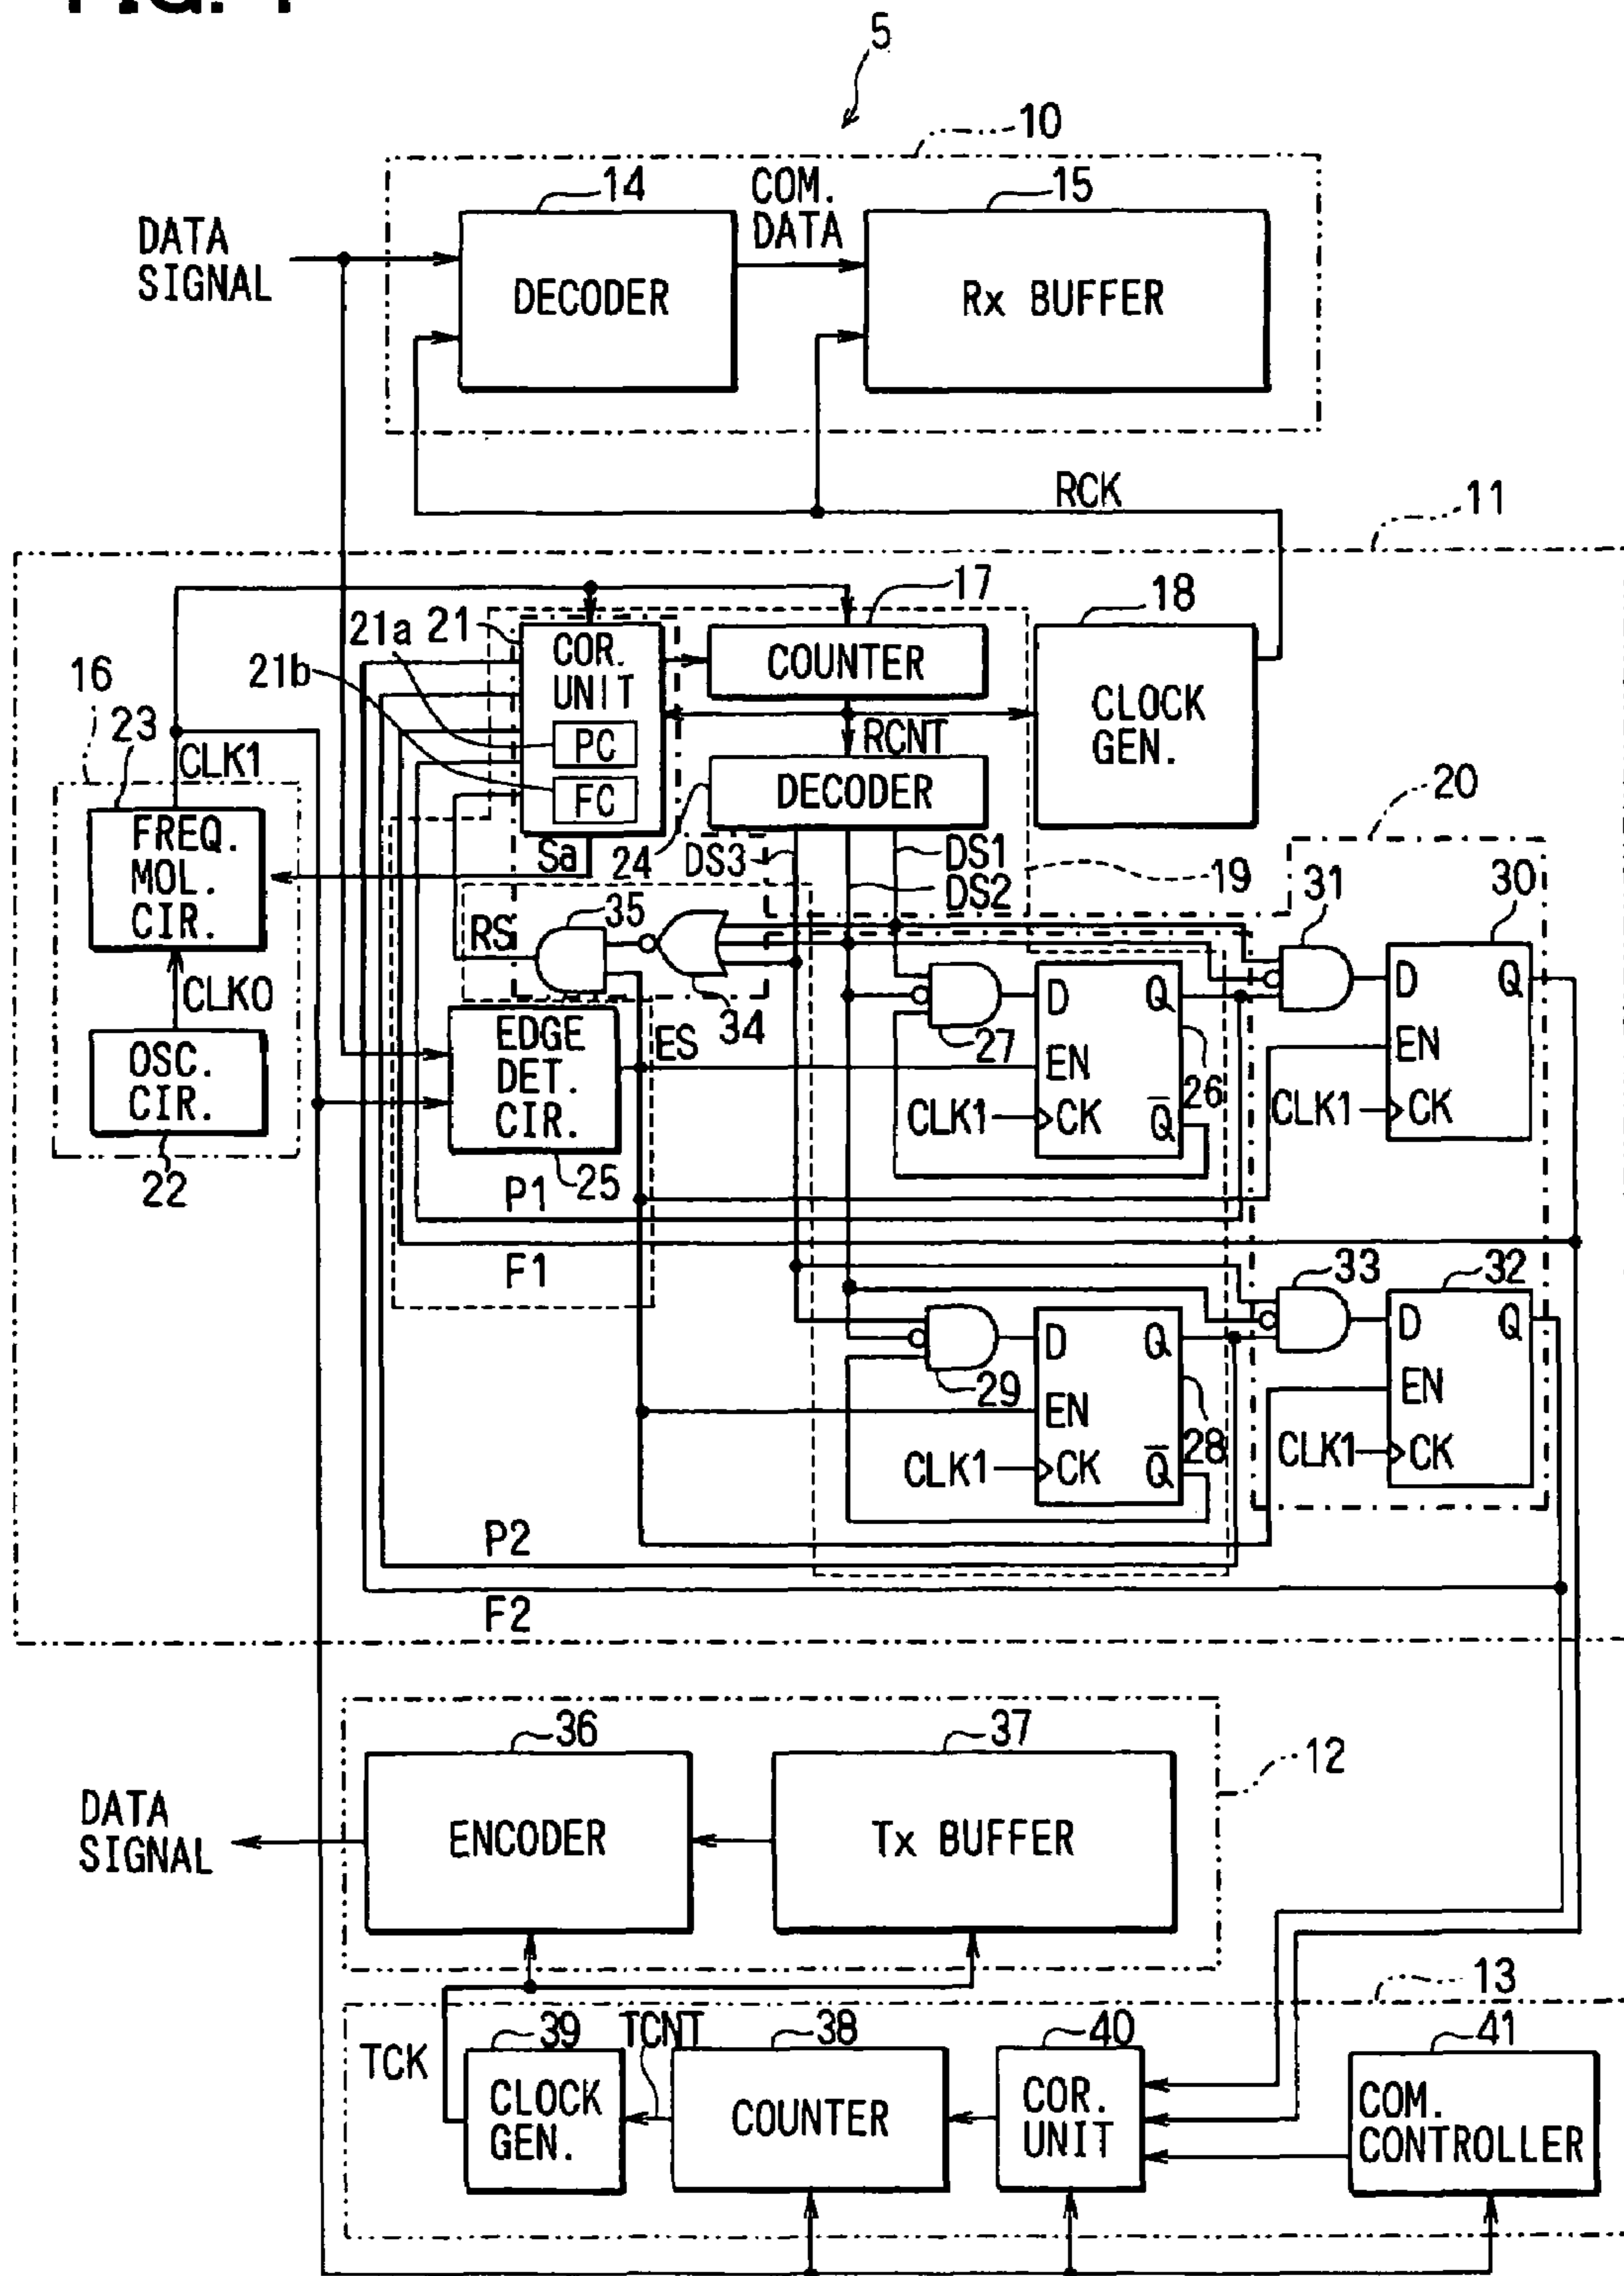 5
10
14
COM.
DATA
15
DATA
SIGNAL
DECODER
Rx BUFFER
RCK
11
17
18
21a
21
COR.
UNIT
COUNTER
21b
16
CLOCK
GEN.
23
PC
RCNT
CLK1
FC
DECODER
20
FREQ.
MOL.
CIR.
Sa
24
DS3
DS1
DS2
19
31
30
35
RS
CLK0
D
Q
D
Q
34
EDGE
DET.
CIR.
ES
27
EN
OSC.
CIR.
EN
26
CLK1
CK
Q
CLK1
CK
22
25
P1
F1
33
32
D
Q
D
Q
29
EN
EN
28
CLK1
CK
Q
CLK1
CK
P2
F2
36
37
12
DATA
SIGNAL
ENCODER
Tx BUFFER
13
39
TCNT
38
40
41
TCK
CLOCK
GEN.
COUNTER
COR.
UNIT
COM.
CONTROLLER